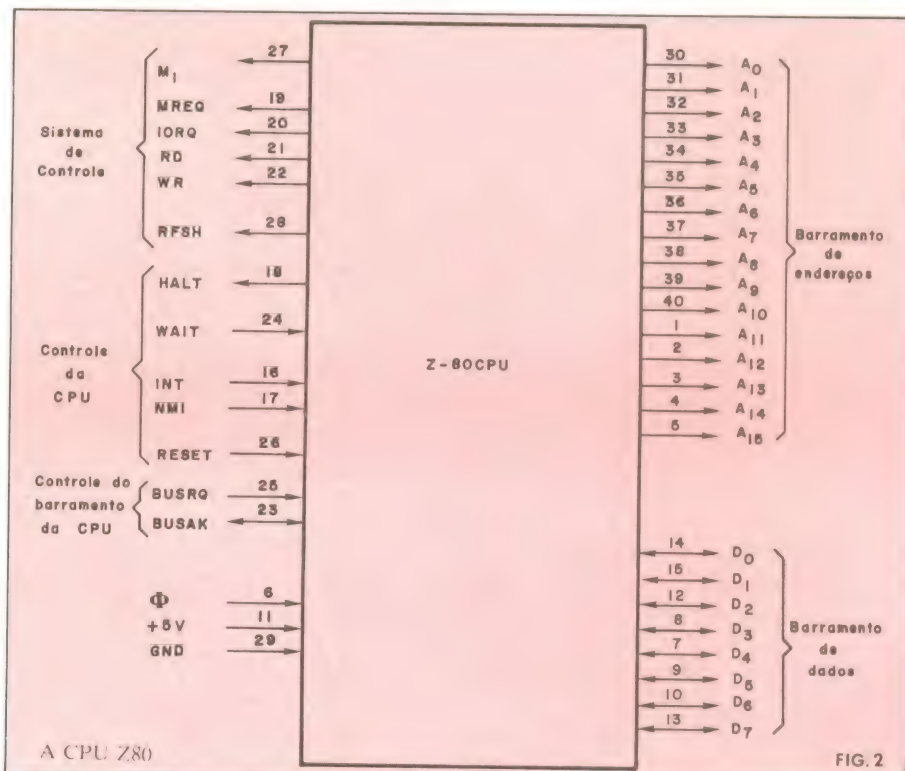 27
M1
19
MREQ
20
IORQ
21
RD
22
WR
28
RFSH
Sistema
de
Controle
18
HALT
24
WAIT
16
INT
17
NMI
26
RESET
Controle
da
CPU
25
BUSRQ
23
BUSAK
Controle do
barramento
da CPU
Φ 6
+5V 11
GND 29
Z-80CPU
30 A0
31 A1
32 A2
33 A3
34 A4
35 A5
36 A6
37 A7
38 A8
39 A9
40 A10
1 A11
2 A12
3 A13
4 A14
5 A15
Barramento
de
endereços
14 D0
15 D1
12 D2
8 D3
7 D4
9 D5
10 D6
13 D7
Barramento
de
dados
A CPU Z80
FIG. 2